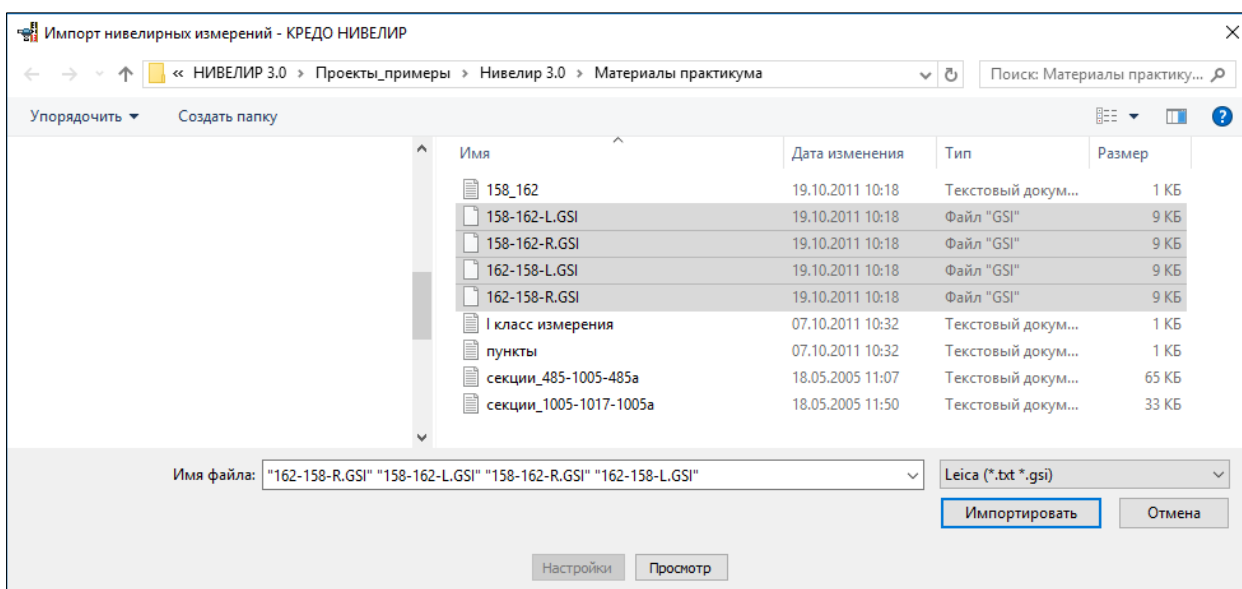 Импорт нивелирных измерений - КРЕДО НИВЕЛИР
« НИВЕЛИР 3.0 > Проекты_примеры > Нивелир 3.0 > Материалы практикума
Поиск: Материалы практику...
Упорядочить Создать папку
Имя Дата изменения Тип Размер
158_162 19.10.2011 10:18 Текстовый докум... 1 КБ
158-162-L.GSI 19.10.2011 10:18 Файл "GSI" 9 КБ
158-162-R.GSI 19.10.2011 10:18 Файл "GSI" 9 КБ
162-158-L.GSI 19.10.2011 10:18 Файл "GSI" 9 КБ
162-158-R.GSI 19.10.2011 10:18 Файл "GSI" 9 КБ
I класс измерения 07.10.2011 10:32 Текстовый докум... 1 КБ
пункты 07.10.2011 10:32 Текстовый докум... 1 КБ
секции_485-1005-485а 18.05.2005 11:07 Текстовый докум... 65 КБ
секции_1005-1017-1005а 18.05.2005 11:50 Текстовый докум... 33 КБ
Имя файла: "162-158-R.GSI" "158-162-L.GSI" "158-162-R.GSI" "162-158-L.GSI" Leica (*.txt *.gsi)
Импортировать Отмена
Настройки Просмотр